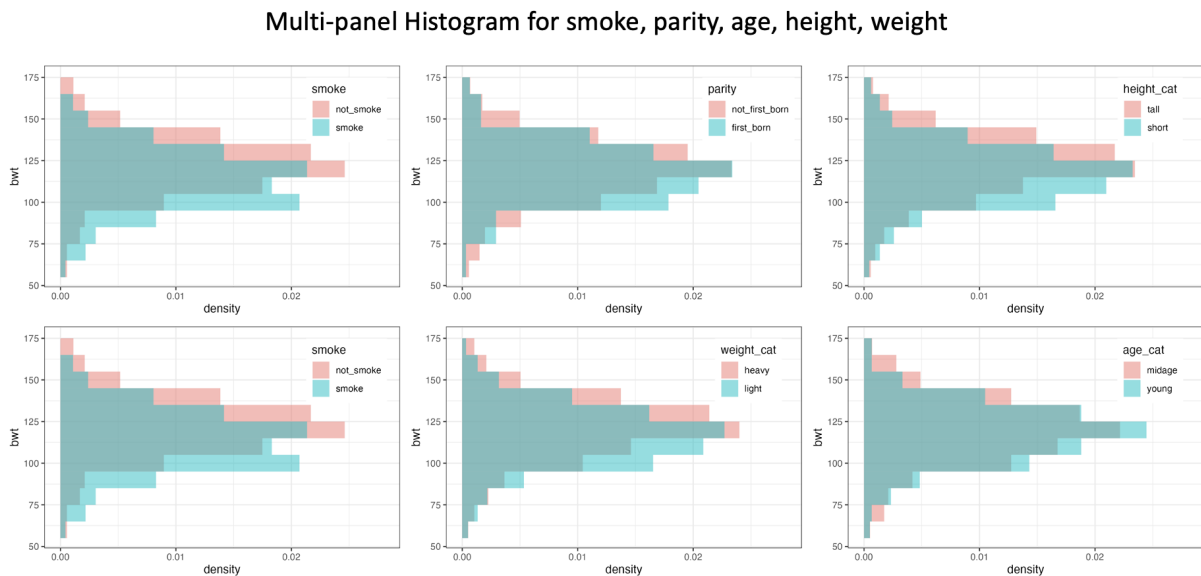 Multi-panel Histogram for smoke, parity, age, height, weight
175
150
125
100
75
50
bwt
0.00
0.01
0.02
density
smoke
not_smoke
smoke
175
150
125
100
75
50
bwt
0.00
0.01
0.02
density
parity
not_first_born
first_born
175
150
125
100
75
50
bwt
0.00
0.01
0.02
density
height_cat
tall
short
175
150
125
100
75
50
bwt
0.00
0.01
0.02
density
smoke
not_smoke
smoke
175
150
125
100
75
50
bwt
0.00
0.01
0.02
density
weight_cat
heavy
light
175
150
125
100
75
50
bwt
0.00
0.01
0.02
density
age_cat
midage
young